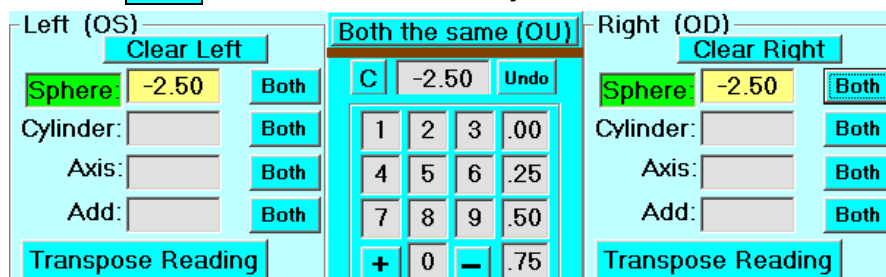 Left (OS)
Clear Left
Sphere: -2.50 Both
Cylinder: Both
Axis: Both
Add: Both
Transpose Reading
Both the same (OU)
C -2.50 Undo
1 2 3 .00
4 5 6 .25
7 8 9 .50
+ 0 - .75
Right (OD)
Clear Right
Sphere: -2.50 Both
Cylinder: Both
Axis: Both
Add: Both
Transpose Reading